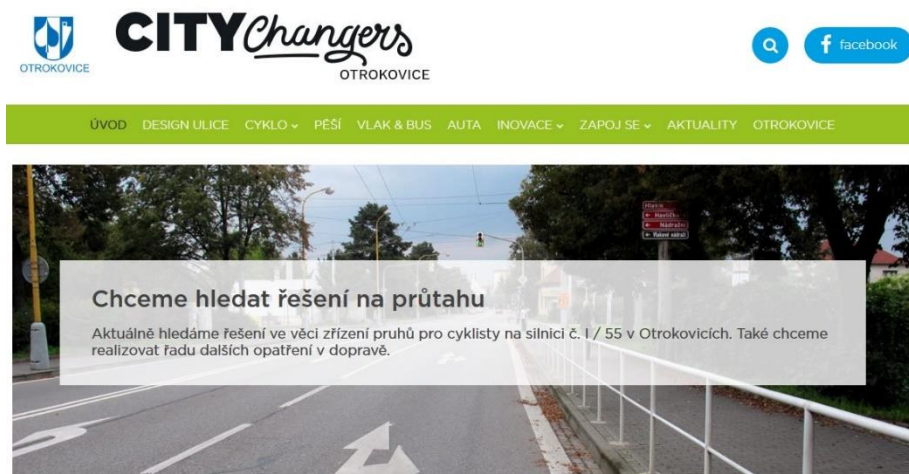 OTROKOVICE
CITYChangers
OTROKOVICE
facebook
ÚVOD DESIGN ULICE CYKLO PĚŠÍ VLAK & BUS AUTA INOVACE ZAPOJ SE AKTUALITY OTROKOVICE
Nádražní
Chceme hledat řešení na průtahu
Aktuálně hledáme řešení ve věci zřízení pruhů pro cyklisty na silnici č. I / 55 v Otrokovicích. Také chceme
realizovat řadu dalších opatření v dopravě.